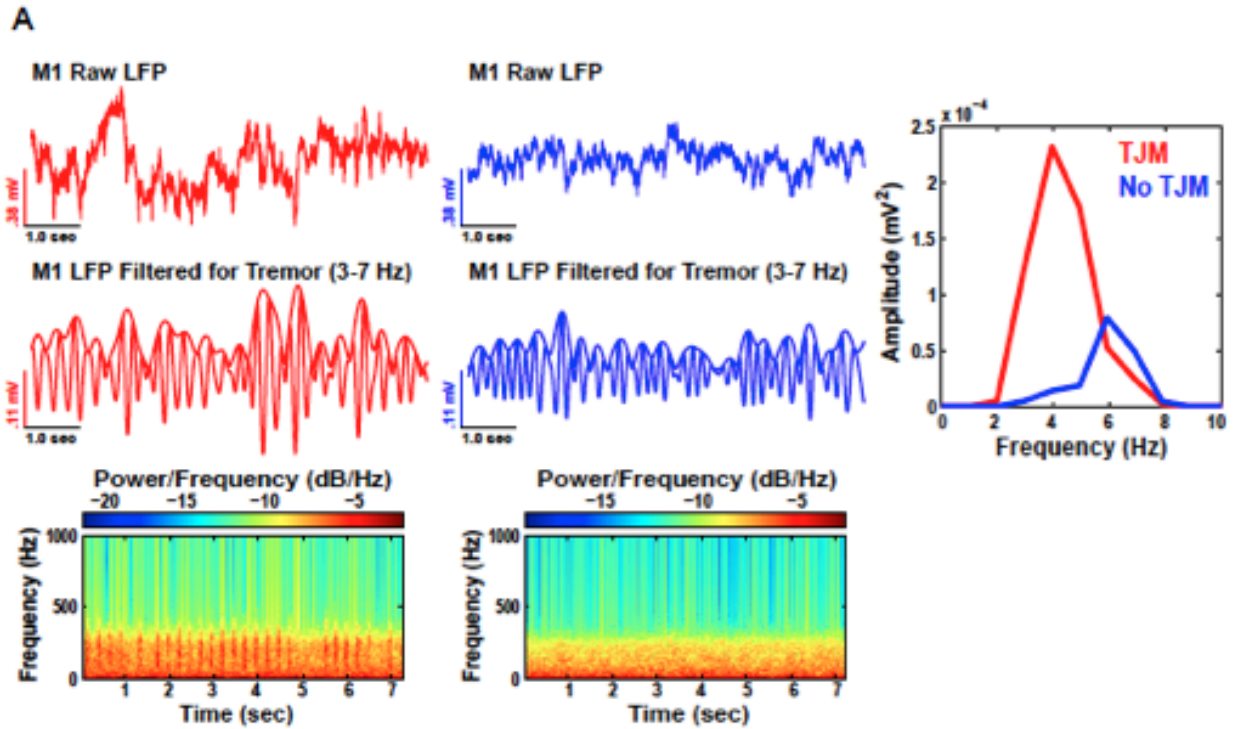 A
M1 Raw LFP
.38 mV
1.0 sec
M1 Raw LFP
.38 mV
1.0 sec
M1 LFP Filtered for Tremor (3-7 Hz)
.11 mV
1.0 sec
M1 LFP Filtered for Tremor (3-7 Hz)
.11 mV
1.0 sec
x 10⁻⁴
2.5
2
1
1
0.5
0
0 2 4 6 8 10
Amplitude (mV²)
Frequency (Hz)
TJM
No TJM
Power/Frequency (dB/Hz)
−20 −15 −10 −5
1000
500
0
Frequency (Hz)
1 2 3 4 5 6 7
Time (sec)
Power/Frequency (dB/Hz)
−15 −10 −5
1000
500
0
Frequency (Hz)
1 2 3 4 5 6 7
Time (sec)